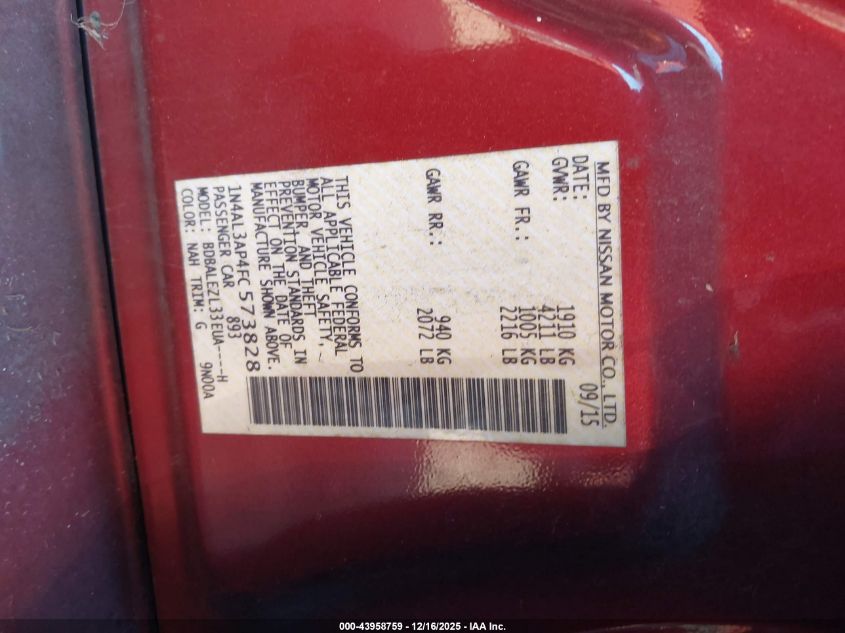 MFD BY NISSAN MOTOR CO., LTD.
DATE: 09/15
GVWR: 1910 KG
4211 LB
GAWR FR.: 1005 KG
2216 LB
GAWR RR.: 940 KG
2072 LB
THIS VEHICLE CONFORMS TO
ALL APPLICABLE FEDERAL
MOTOR VEHICLE SAFETY,
BUMPER, AND THEFT
PREVENTION STANDARDS IN
EFFECT ON THE DATE OF
MANUFACTURE SHOWN ABOVE.
1N4AL3AP4FC573828
PASSENGER CAR 893
MODEL: BDBALEZL33EUA----H
COLOR: NAH TRIM: G 9N00A
000-43958759 - 12/16/2025 - IAA Inc.